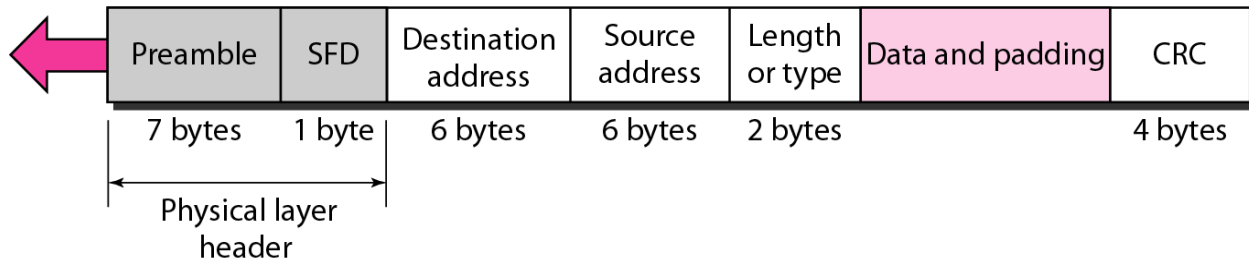 Preamble
SFD
Destination
address
Source
address
Length
or type
Data and padding
CRC
7 bytes
1 byte
6 bytes
6 bytes
2 bytes
4 bytes
Physical layer
header